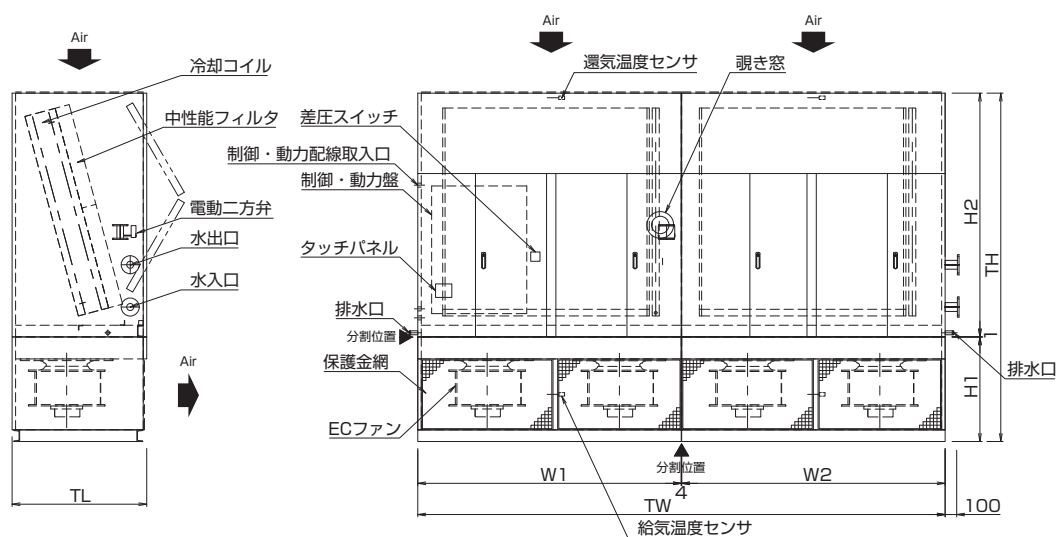 Air
冷却コイル
中性能フィルタ
電動二方弁
水出口
水入口
Air
TL
Air
Air
還気温度センサ
覗き窓
差圧スイッチ
制御・動力配線取入口
制御・動力盤
タッチパネル
排水口
分割位置
保護金網
ECファン
H2
TH
1
H1
排水口
分割位置
W1
4
W2
TW
100
給気温度センサ